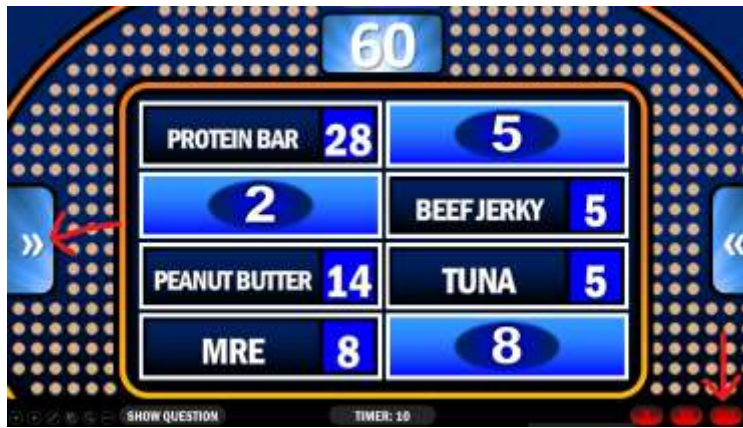 60
PROTEIN BAR 28
5
2
BEEF JERKY 5
PEANUT BUTTER 14
TUNA 5
MRE 8
8
»
«
SHOW QUESTION
TIMER: 10